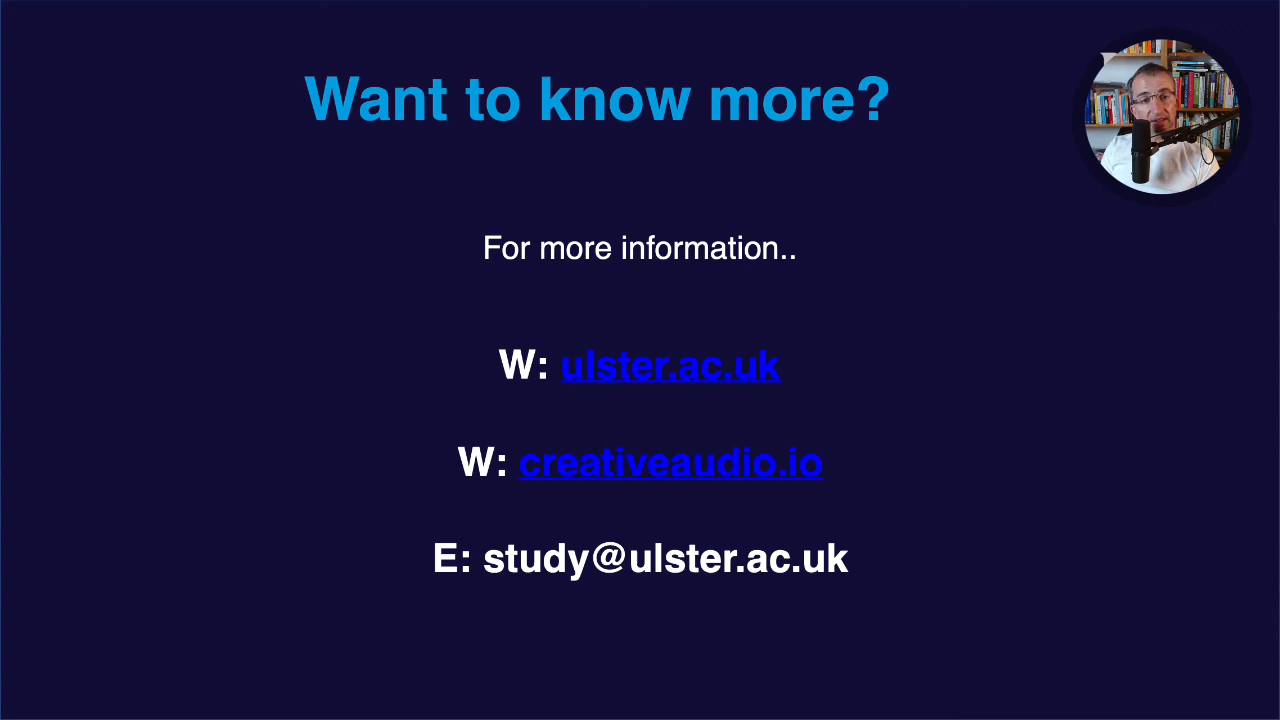 Want to know more?
For more information..
W: ulster.ac.uk
W: creativeaudio.io
E: study@ulster.ac.uk